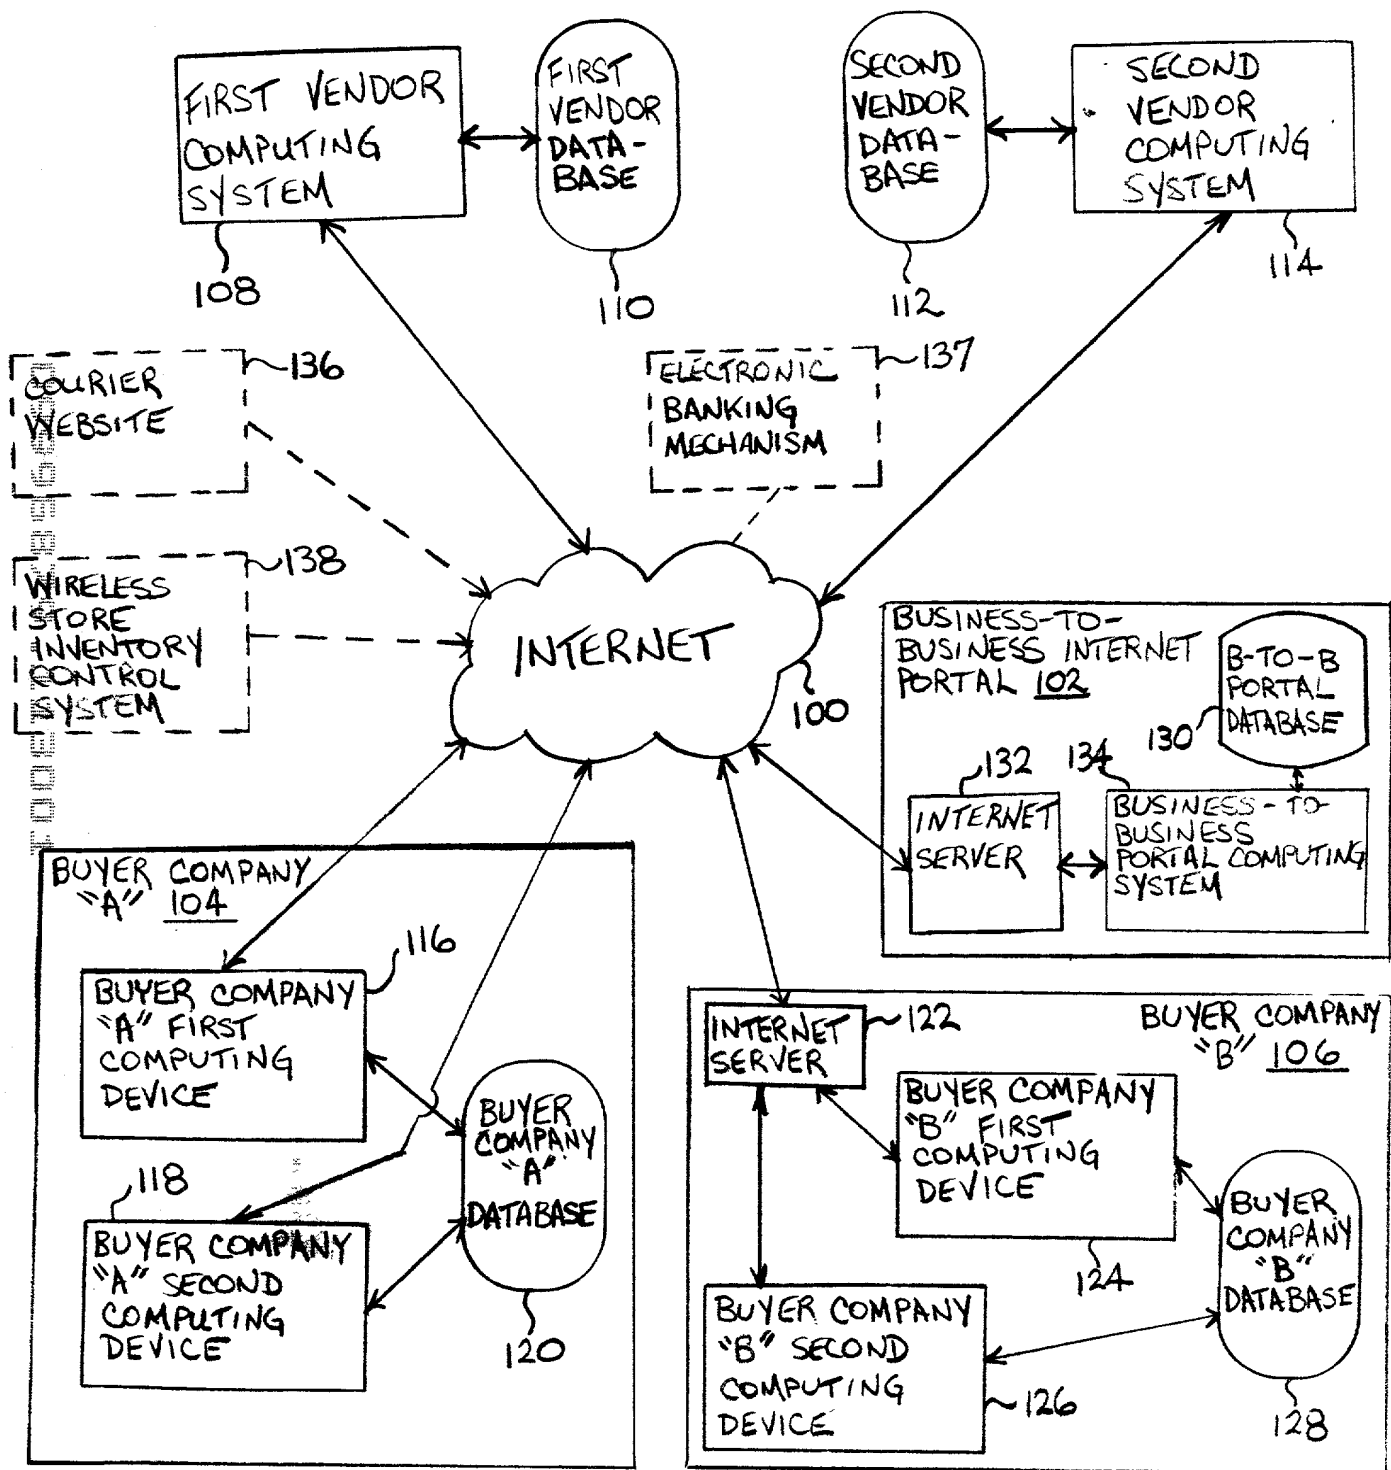 FIRST VENDOR
COMPUTING
SYSTEM
108
FIRST
VENDOR
DATA-
BASE
110
SECOND
VENDOR
DATA-
BASE
112
SECOND
VENDOR
COMPUTING
SYSTEM
114
COURIER
WEBSITE
136
ELECTRONIC
BANKING
MECHANISM
137
WIRELESS
STORE
INVENTORY
CONTROL
SYSTEM
138
INTERNET
100
BUSINESS-TO-
BUSINESS INTERNET
PORTAL 102
B-TO-B
PORTAL
DATABASE
130
132
134
INTERNET
SERVER
BUSINESS-TO-
BUSINESS
PORTAL COMPUTING
SYSTEM
BUYER COMPANY
"A" 104
116
BUYER COMPANY
"A" FIRST
COMPUTING
DEVICE
118
BUYER COMPANY
"A" SECOND
COMPUTING
DEVICE
BUYER
COMPANY
"A"
DATABASE
120
INTERNET
SERVER
122
BUYER COMPANY
"B" 106
BUYER COMPANY
"B" FIRST
COMPUTING
DEVICE
124
BUYER COMPANY
"B" SECOND
COMPUTING
DEVICE
126
BUYER
COMPANY
"B"
DATABASE
128